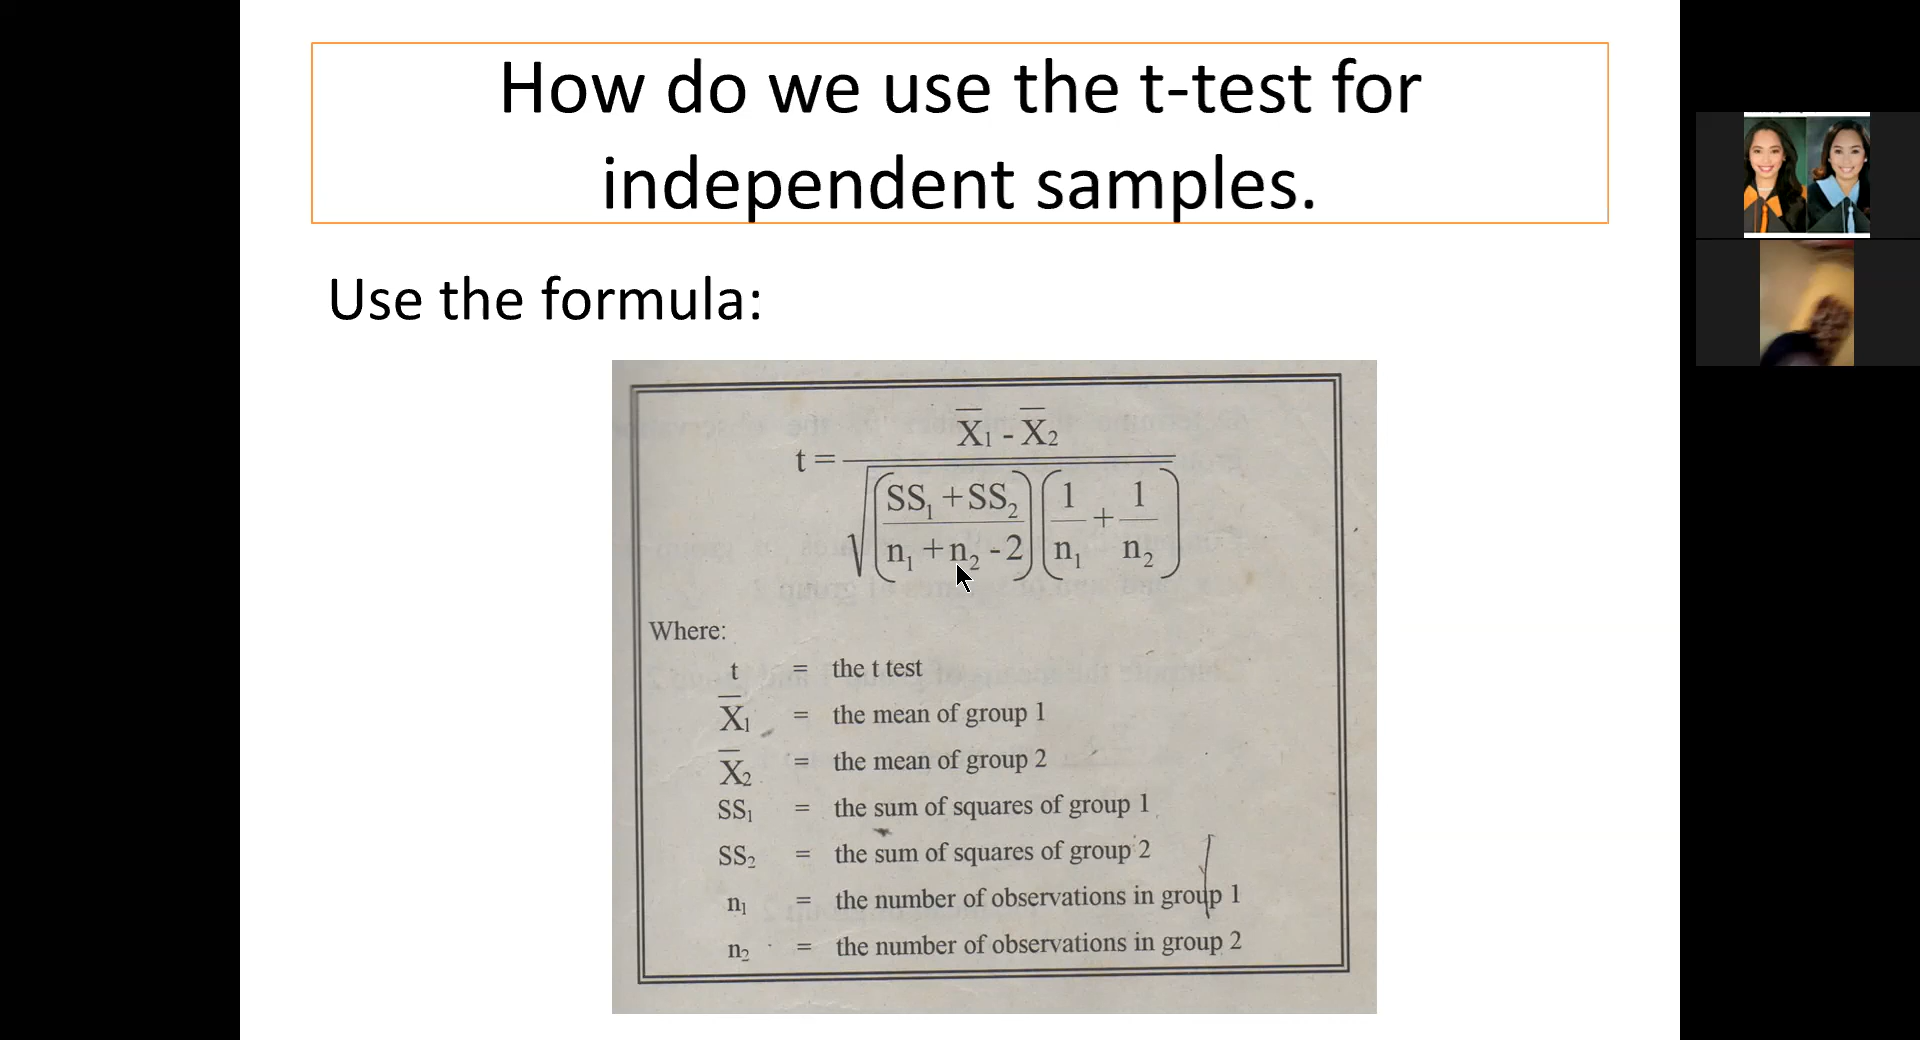 How do we use the t-test for
independent samples.
Use the formula:
X̅₁ - X̅₂
t =
√ ( SS₁ + SS₂ / n₁ + n₂ - 2 ) ( 1 / n₁ + 1 / n₂ )
Where:
t = the t test
X̅₁ = the mean of group 1
X̅₂ = the mean of group 2
SS₁ = the sum of squares of group 1
SS₂ = the sum of squares of group 2
n₁ = the number of observations in group 1
n₂ = the number of observations in group 2